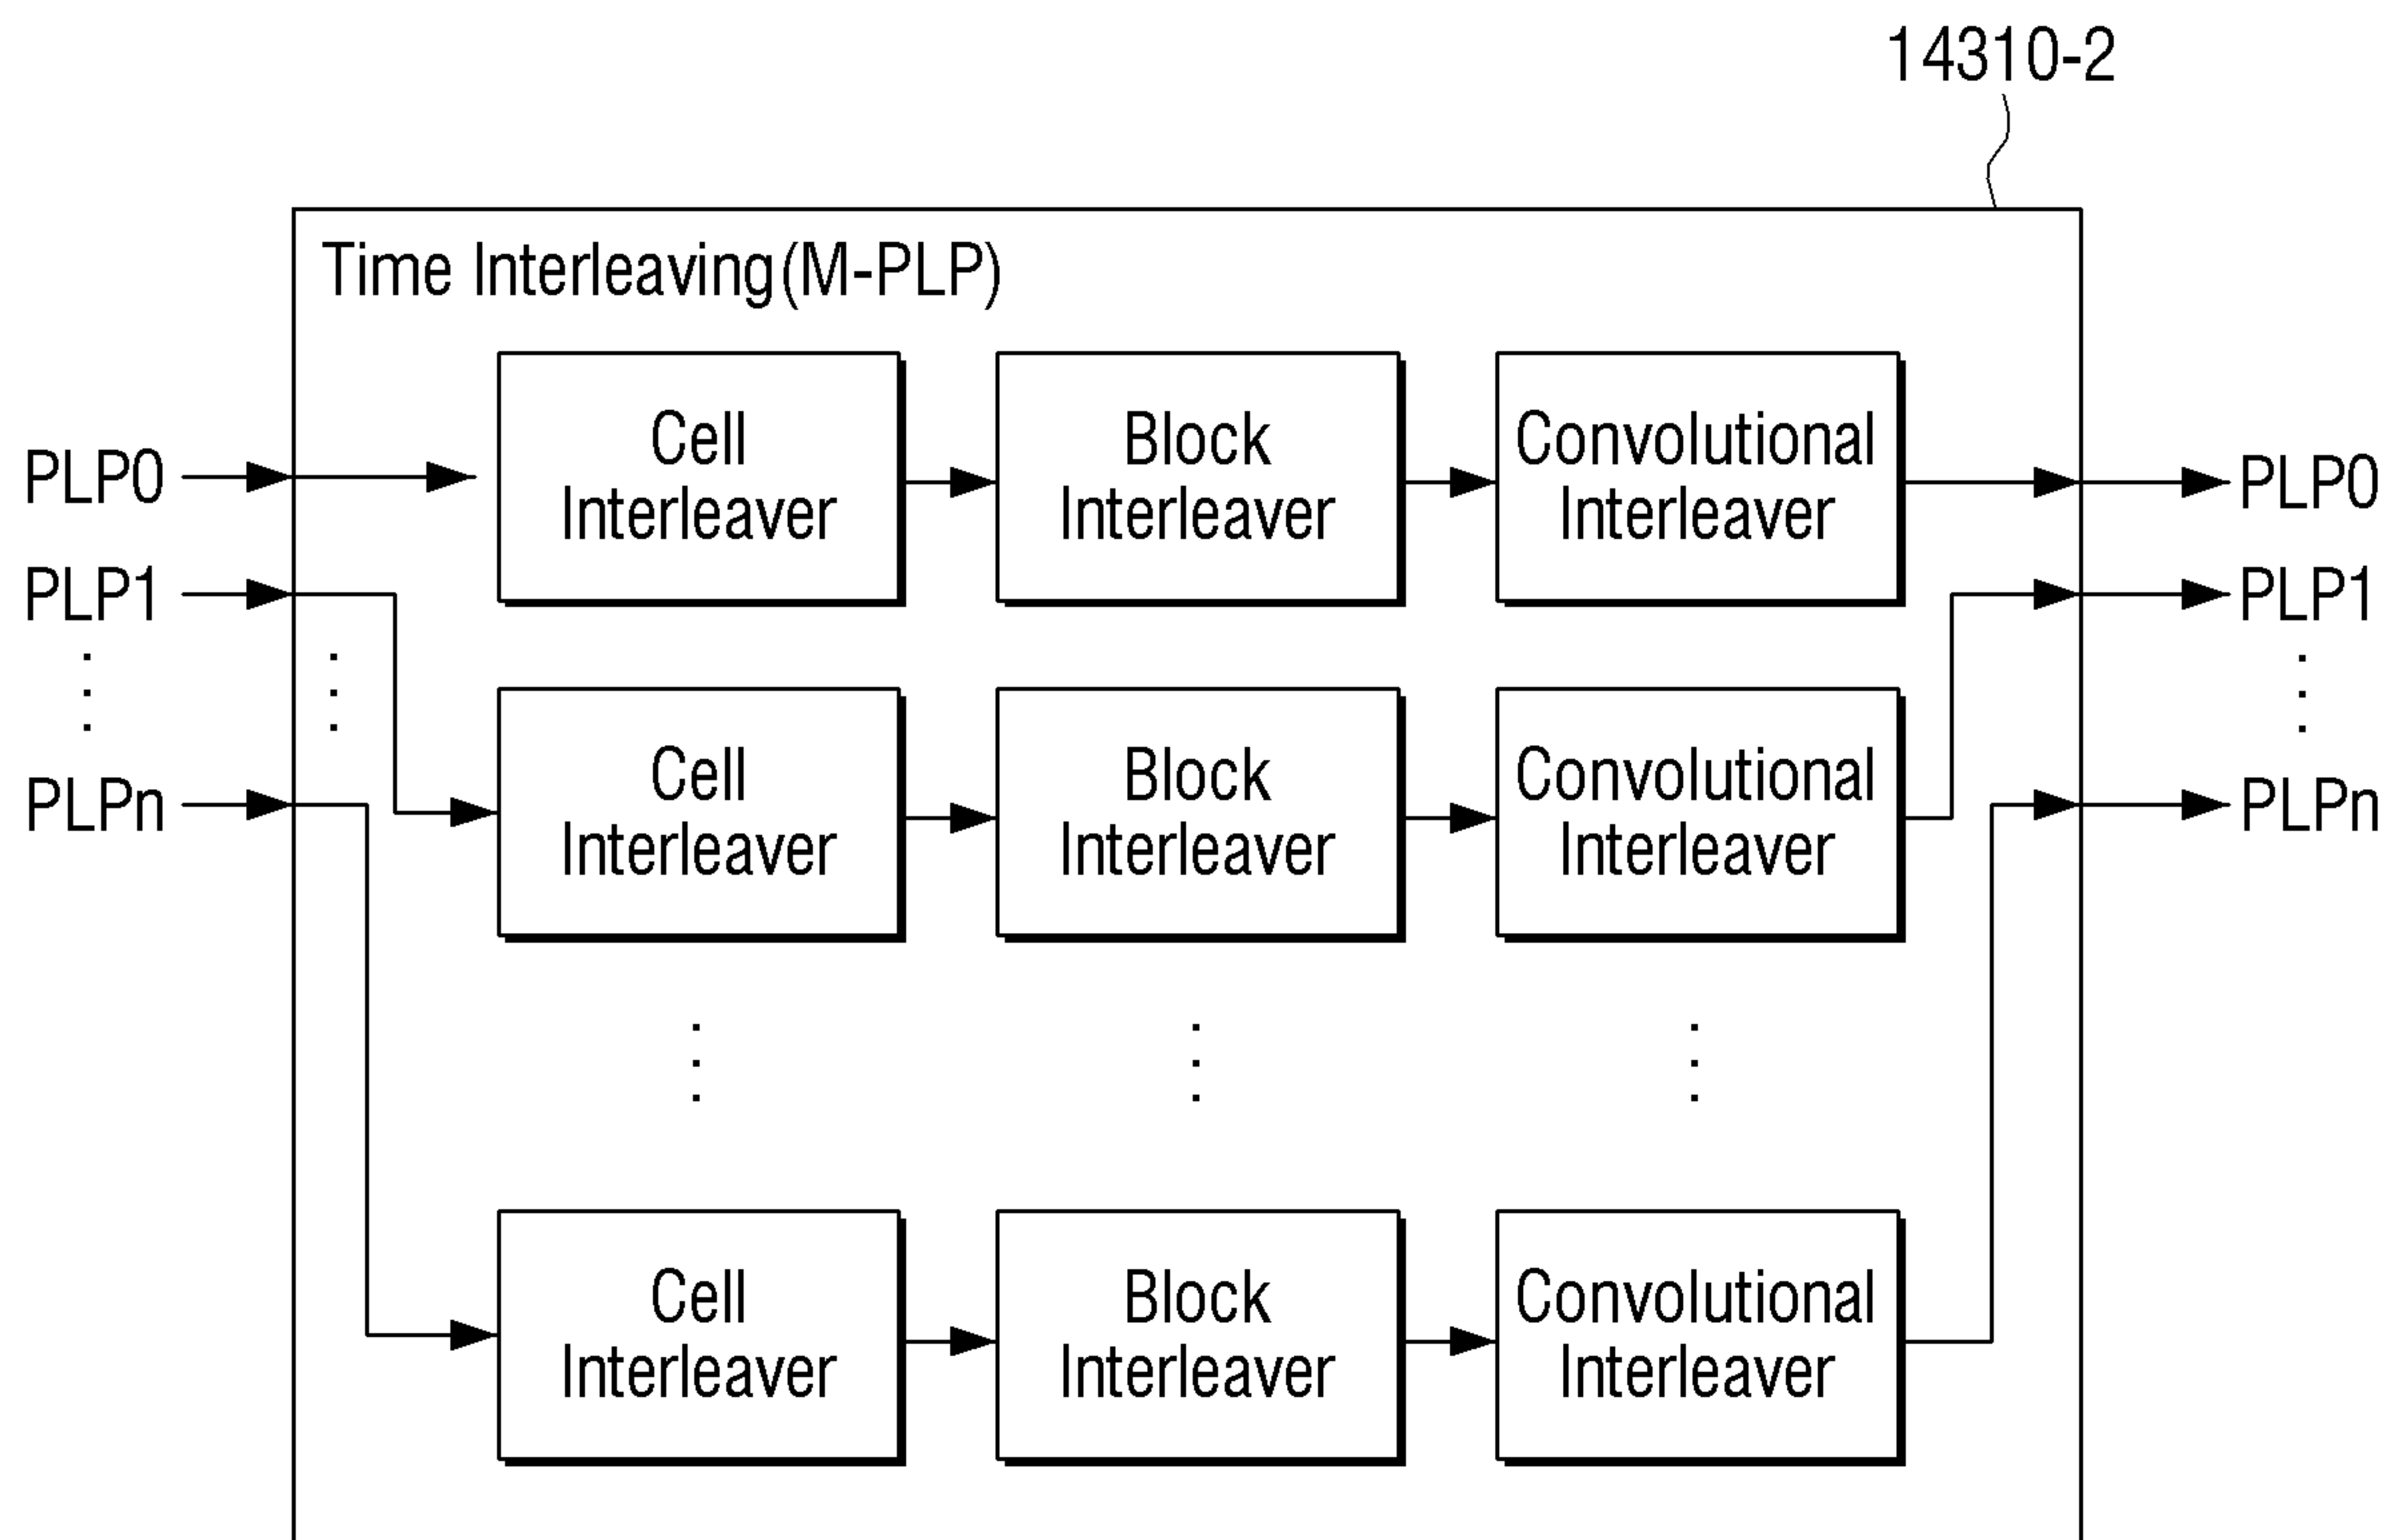 14310-2
Time Interleaving(M-PLP)
Cell
Interleaver
Block
Interleaver
Convolutional
Interleaver
PLP0
PLP0
PLP1
PLP1
Cell
Interleaver
Block
Interleaver
Convolutional
Interleaver
PLPn
PLPn
Cell
Interleaver
Block
Interleaver
Convolutional
Interleaver